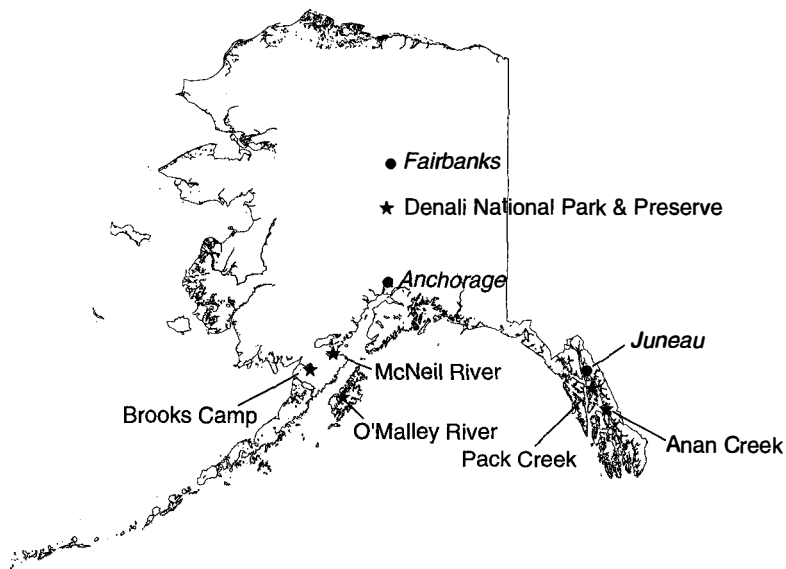 Fairbanks
Denali National Park & Preserve
Anchorage
Juneau
McNeil River
Brooks Camp
O'Malley River
Pack Creek
Anan Creek